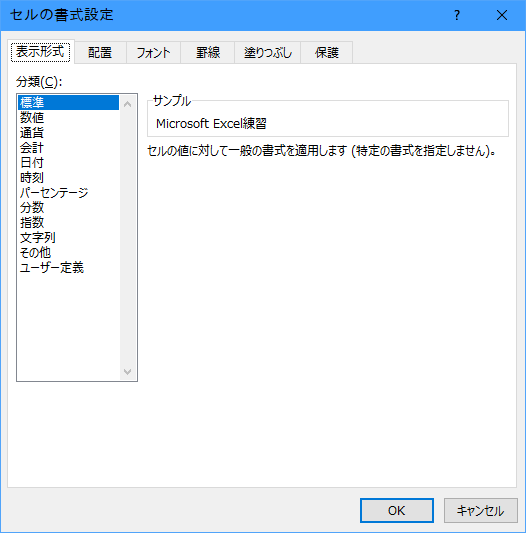 セルの書式設定
?
表示形式 配置 フォント 罫線 塗りつぶし 保護
分類(C):
標準
数値
通貨
会計
日付
時刻
パーセンテージ
分数
指数
文字列
その他
ユーザー定義
サンプル
Microsoft Excel練習
セルの値に対して一般の書式を適用します (特定の書式を指定しません)。
OK キャンセル